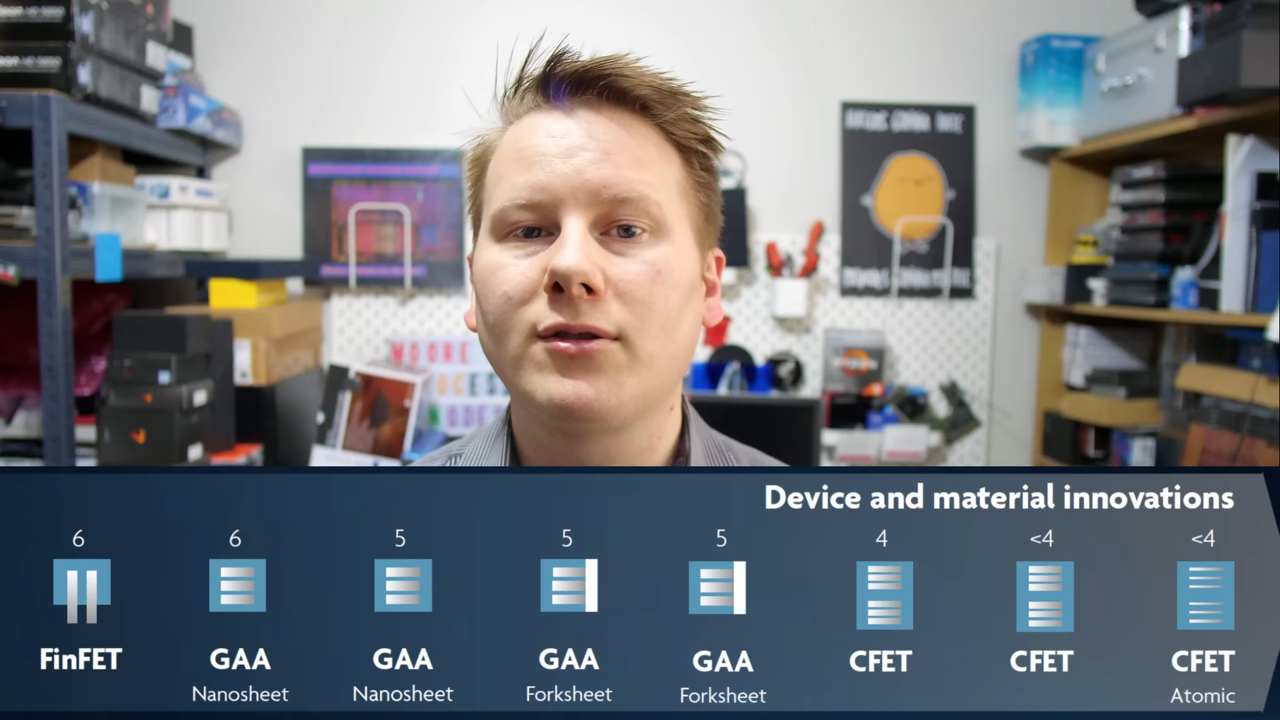 MOORE
Device and material innovations
6 6 5 5 5 4 <4 <4
FinFET GAA GAA GAA GAA CFET CFET CFET
Nanosheet Nanosheet Forksheet Forksheet Atomic